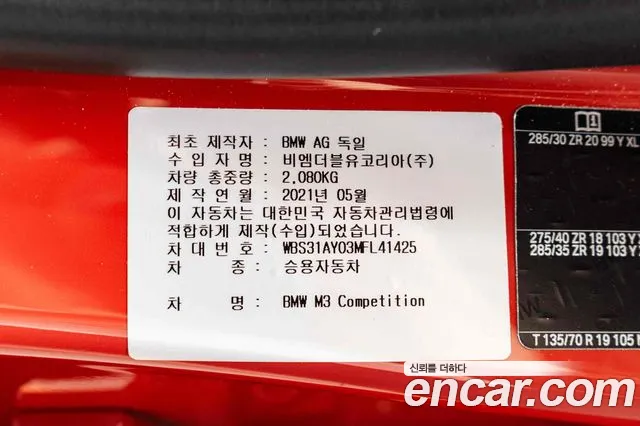 최초 제작자: BMW AG 독일
수 입 자 명 : 비엠더블유코리아(주)
차량 총중량: 2,080KG
제 작 연 월 : 2021년 05월
이 자동차는 대한민국 자동차관리법령에
적합하게 제작(수입)되었습니다.
차 대 번 호 : WBS31AY03MFL41425
차 종 : 승용자동차
차 명 : BMW M3 Competition
285/30 ZR 20 99 Y XL
275/40 ZR 18 103 Y X
285/35 ZR 19 103 Y X
T 135/70 R 19 105
신뢰를 더하다
encar.com